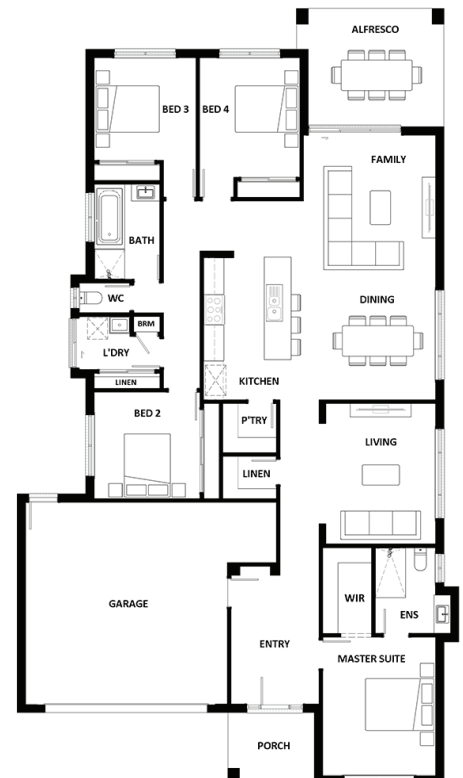 ALFRESCO
BED 3
BED 4
FAMILY
BATH
WC
DINING
BRM
L'DRY
LINEN
KITCHEN
BED 2
P'TRY
LIVING
LINEN
GARAGE
WIR
ENS
ENTRY
MASTER SUITE
PORCH